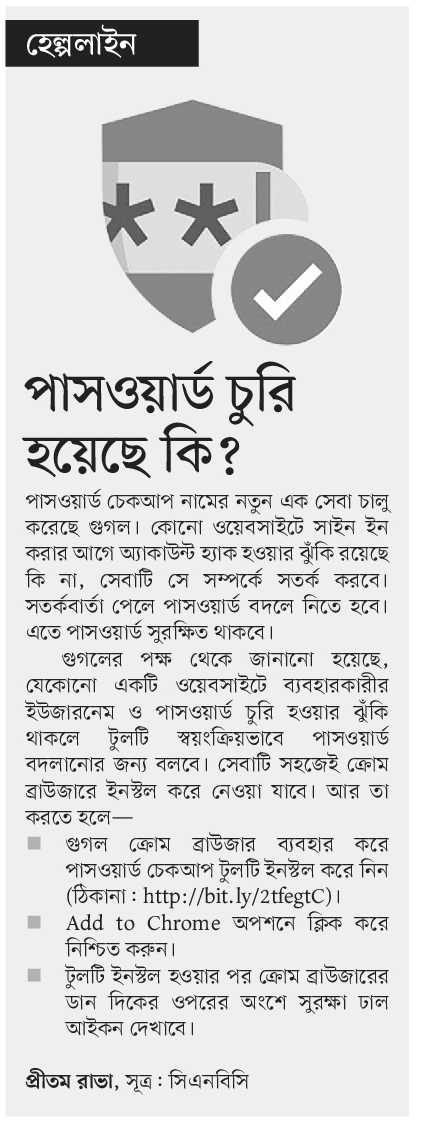 হেল্পলাইন
**|
পাসওয়ার্ড চুরি
হয়েছে কি?
পাসওয়ার্ড চেকআপ নামের নতুন এক সেবা চালু
করেছে গুগল। কোনো ওয়েবসাইটে সাইন ইন
করার আগে অ্যাকাউন্ট হ্যাক হওয়ার ঝুঁকি রয়েছে
কি না, সেবাটি সে সম্পর্কে সতর্ক করবে।
সতর্কবার্তা পেলে পাসওয়ার্ড বদলে নিতে হবে।
এতে পাসওয়ার্ড সুরক্ষিত থাকবে।
গুগলের পক্ষ থেকে জানানো হয়েছে,
যেকোনো একটি ওয়েবসাইটে ব্যবহারকারীর
ইউজারনেম ও পাসওয়ার্ড চুরি হওয়ার ঝুঁকি
থাকলে টুলটি স্বয়ংক্রিয়ভাবে পাসওয়ার্ড
বদলানোর জন্য বলবে। সেবাটি সহজেই ক্রোম
ব্রাউজারে ইনস্টল করে নেওয়া যাবে। আর তা
করতে হলে—
■ গুগল ক্রোম ব্রাউজার ব্যবহার করে
পাসওয়ার্ড চেকআপ টুলটি ইনস্টল করে নিন
(ঠিকানা : http://bit.ly/2tfegtC)।
■ Add to Chrome অপশনে ক্লিক করে
নিশ্চিত করুন।
■ টুলটি ইনস্টল হওয়ার পর ক্রোম ব্রাউজারের
ডান দিকের ওপরের অংশে সুরক্ষা ঢাল
আইকন দেখাবে।
প্রীতম রাভা, সূত্র : সিএনবিসি